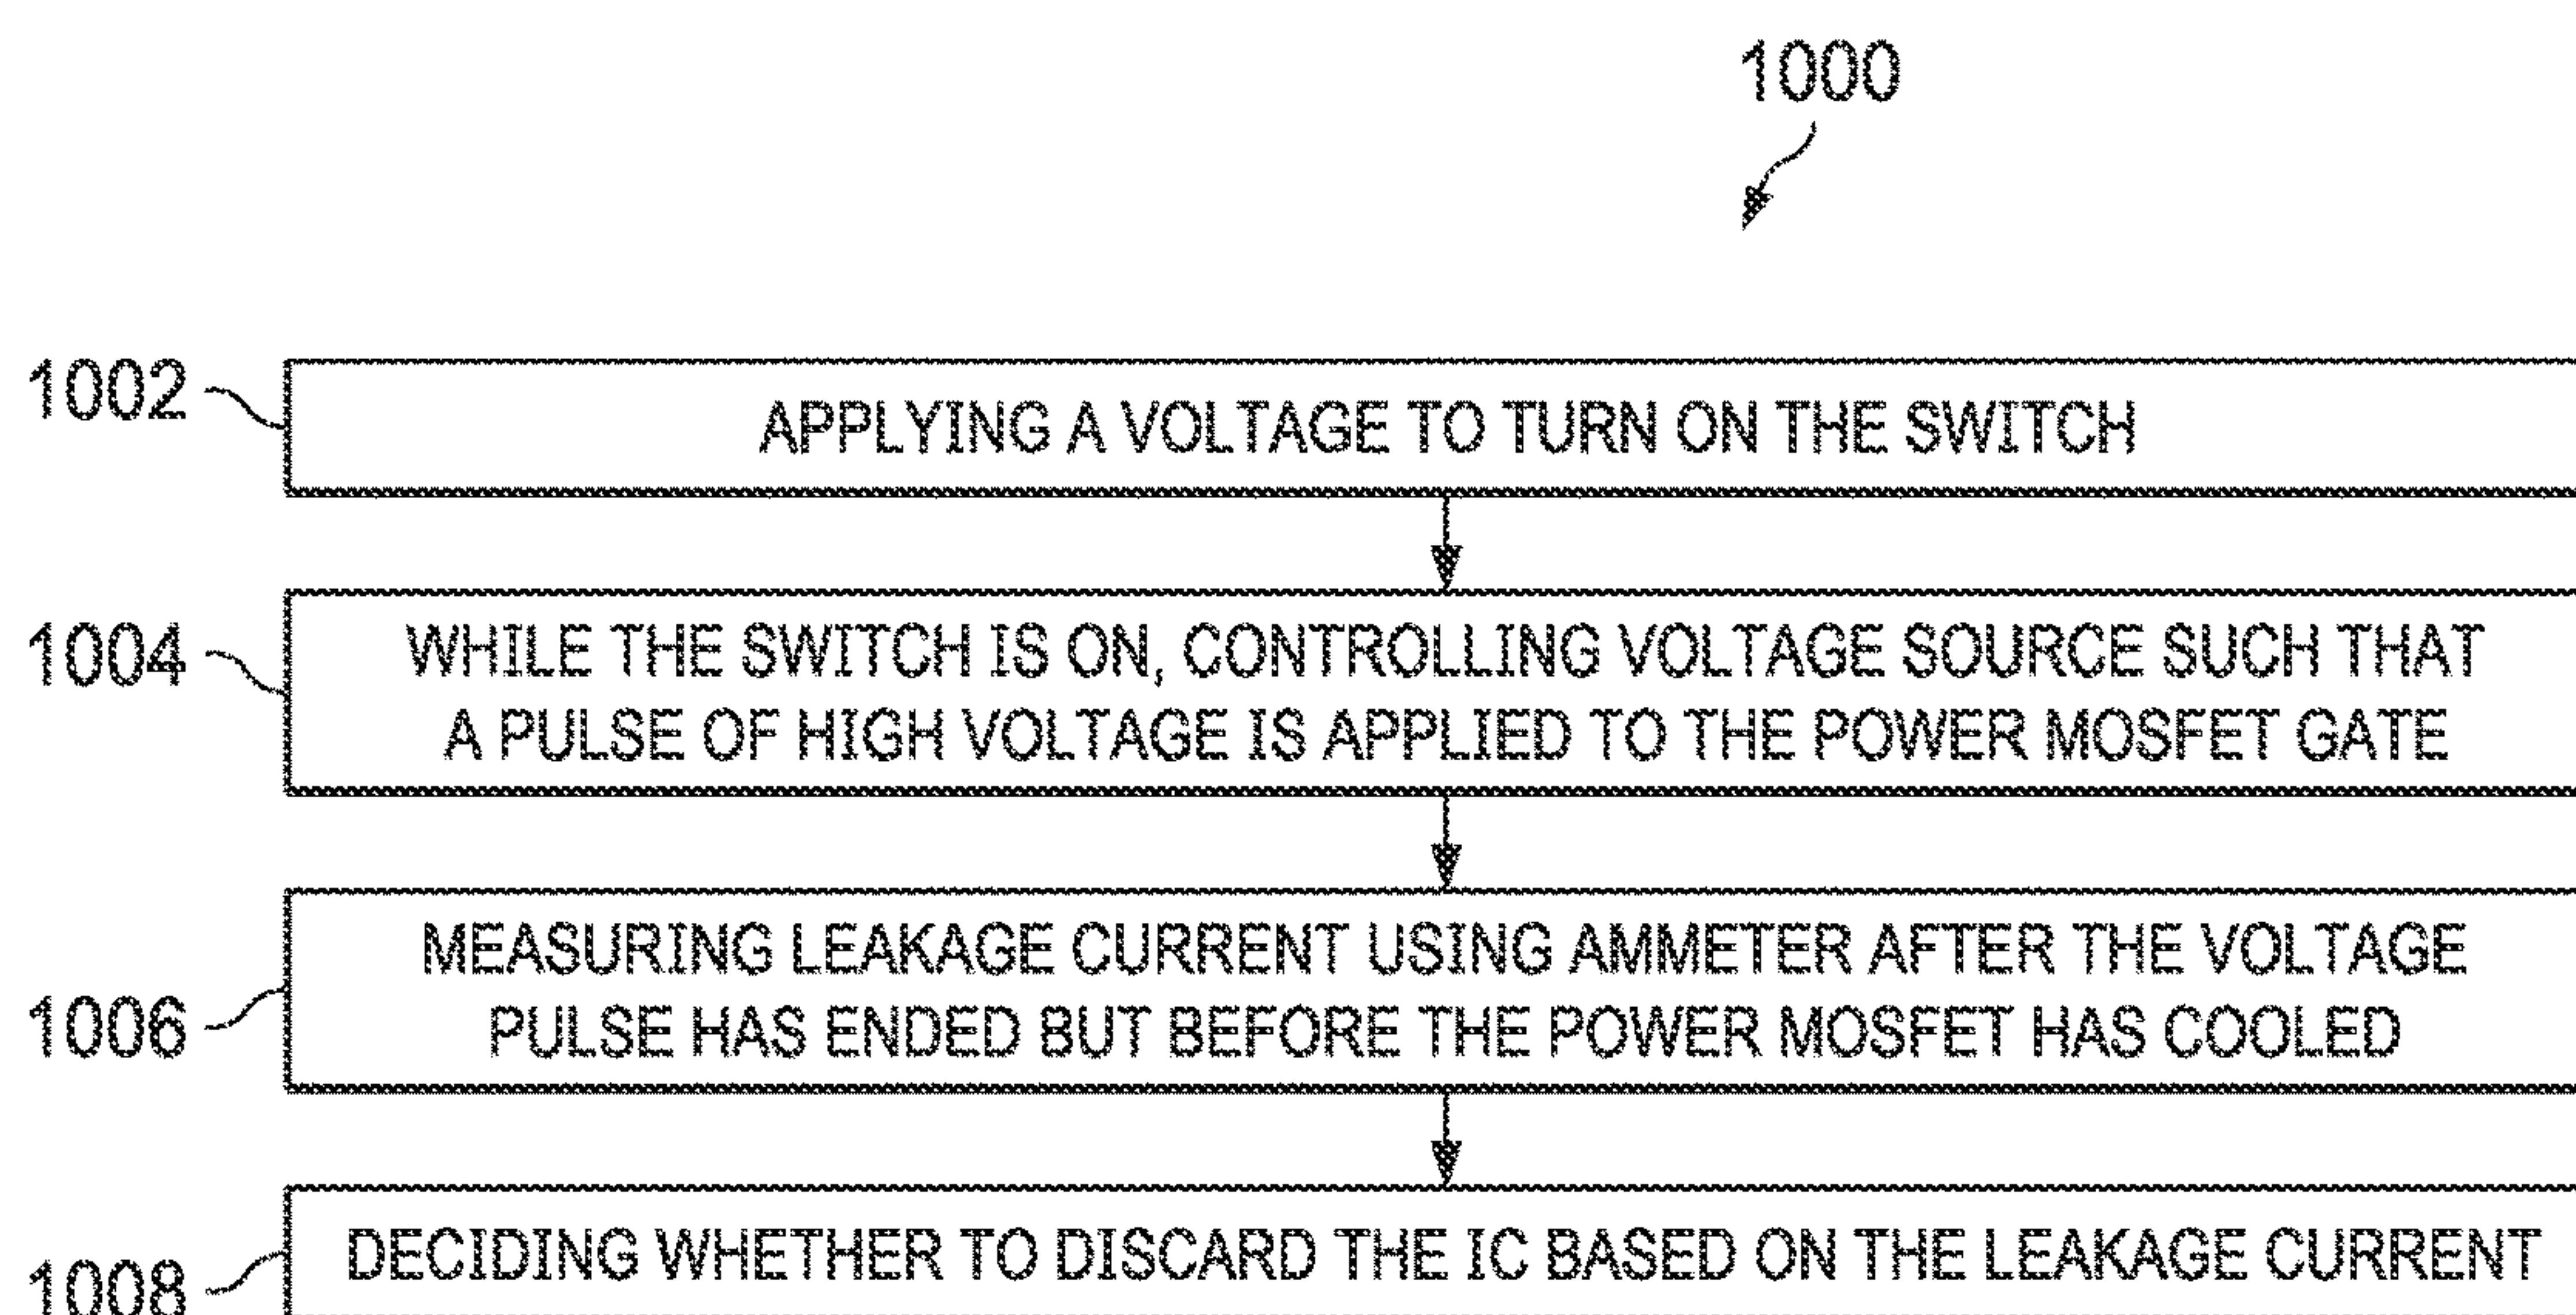 1000
1002
APPLYING A VOLTAGE TO TURN ON THE SWITCH
1004
WHILE THE SWITCH IS ON, CONTROLLING VOLTAGE SOURCE SUCH THAT
A PULSE OF HIGH VOLTAGE IS APPLIED TO THE POWER MOSFET GATE
1006
MEASURING LEAKAGE CURRENT USING AMMETER AFTER THE VOLTAGE
PULSE HAS ENDED BUT BEFORE THE POWER MOSFET HAS COOLED
1008
DECIDING WHETHER TO DISCARD THE IC BASED ON THE LEAKAGE CURRENT